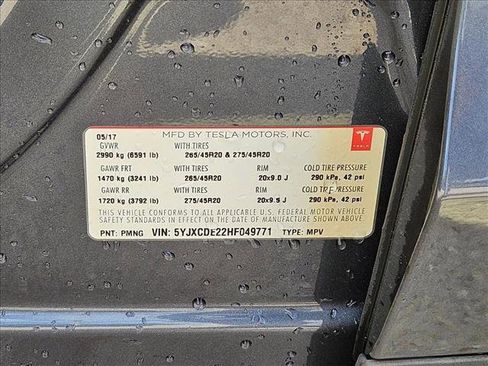 05/17 MFD BY TESLA MOTORS, INC.
GVWR WITH TIRES
2990 kg (6591 lb) 265/45R20 & 275/45R20
TESLA
GAWR FRT WITH TIRES RIM COLD TIRE PRESSURE
1470 kg (3241 lb) 265/45R20 20x9.0 J 290 kPa, 42 psi
GAWR RR WITH TIRES RIM COLD TIRE PRESSURE
1720 kg (3792 lb) 275/45R20 20x9.5 J 290 kPa, 42 psi
THIS VEHICLE CONFORMS TO ALL APPLICABLE U.S. FEDERAL MOTOR VEHICLE
SAFETY STANDARDS IN EFFECT ON THE DATE OF MANUFACTURE SHOWN ABOVE.
PNT: PMNG VIN: 5YJXCDE22HF049771 TYPE: MPV